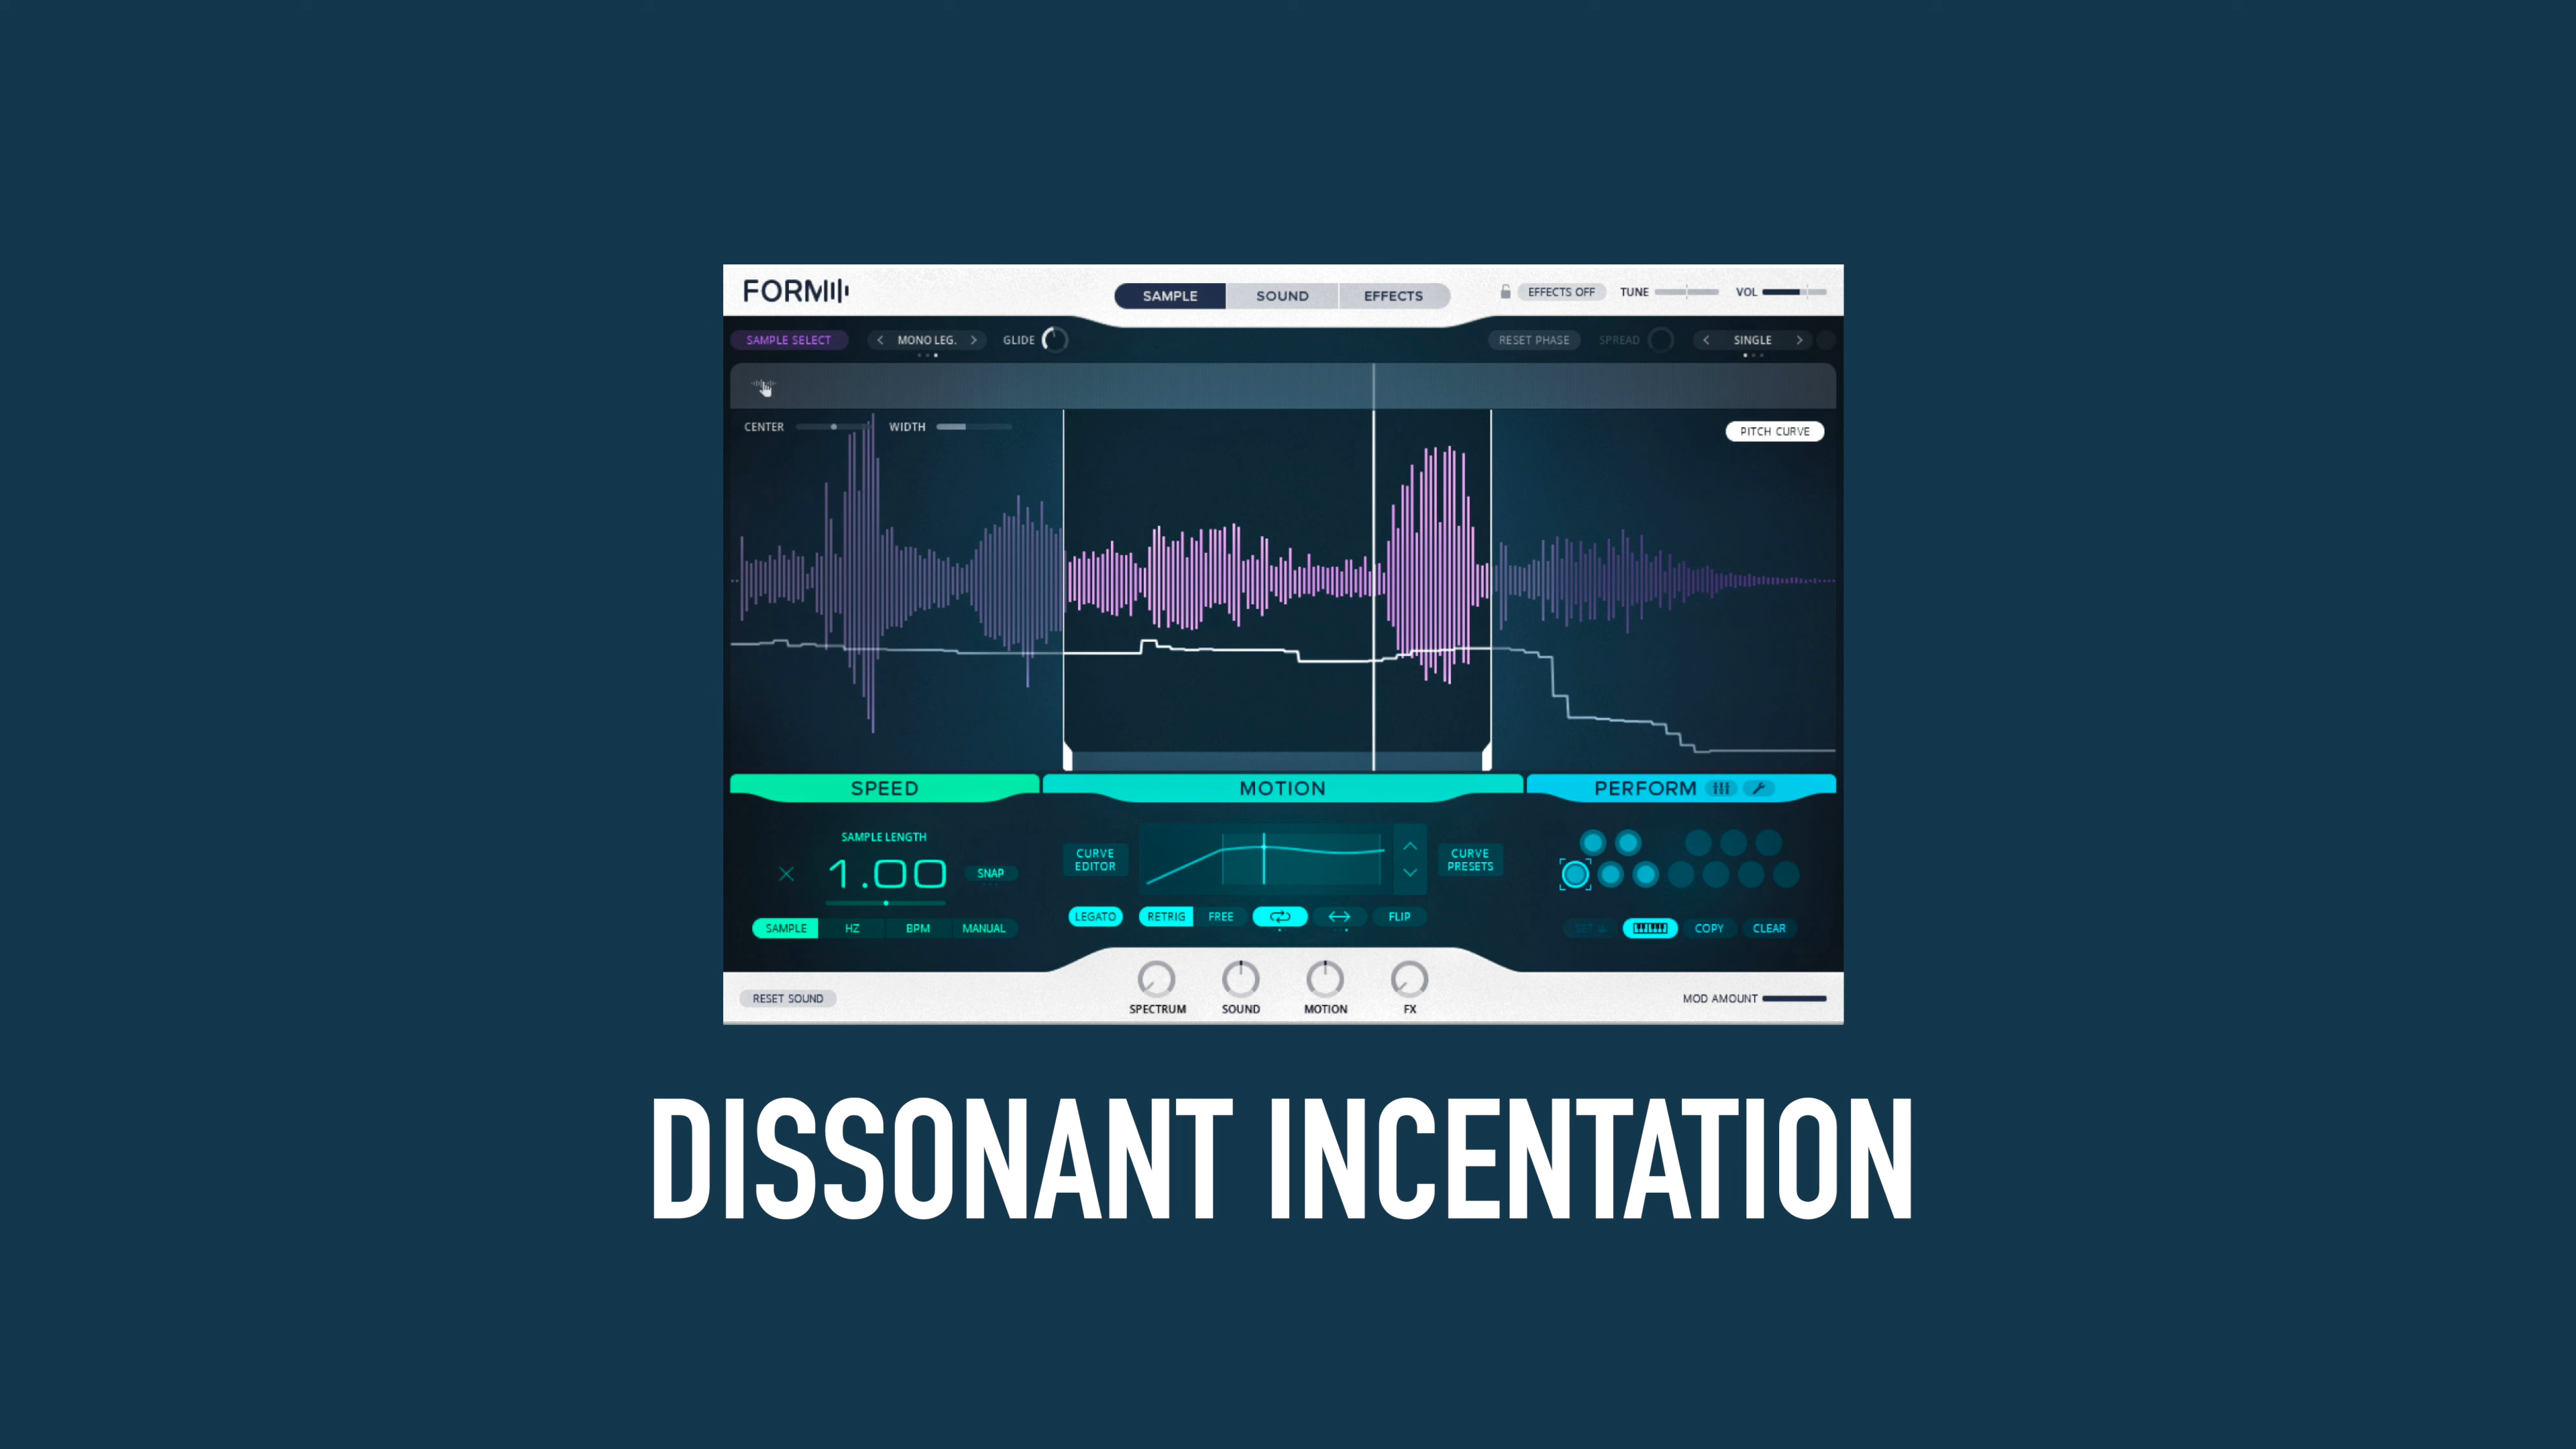 FORM
SAMPLE SOUND EFFECTS
EFFECTS OFF TUNE VOL
SAMPLE SELECT MONO LEG. GLIDE RESET PHASE SPREAD SINGLE
CENTER WIDTH PITCH CURVE
SPEED MOTION PERFORM
SAMPLE LENGTH
1.00 SNAP
SAMPLE HZ BPM MANUAL
CURVE
EDITOR
CURVE
PRESETS
LEGATO RETRIG FREE FLIP
SET COPY CLEAR
RESET SOUND SPECTRUM SOUND MOTION FX MOD AMOUNT
DISSONANT INCENTATION